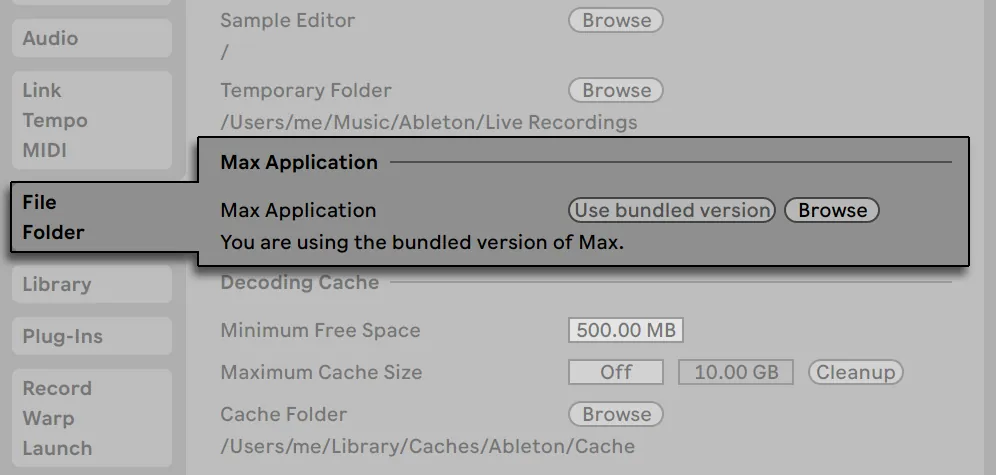 Audio
Link
Tempo
MIDI
File
Folder
Library
Plug-Ins
Record
Warp
Launch
Sample Editor Browse
/
Temporary Folder Browse
/Users/me/Music/Ableton/Live Recordings
Max Application
Max Application Use bundled version Browse
You are using the bundled version of Max.
Decoding Cache
Minimum Free Space 500.00 MB
Maximum Cache Size Off 10.00 GB Cleanup
Cache Folder Browse
/Users/me/Library/Caches/Ableton/Cache